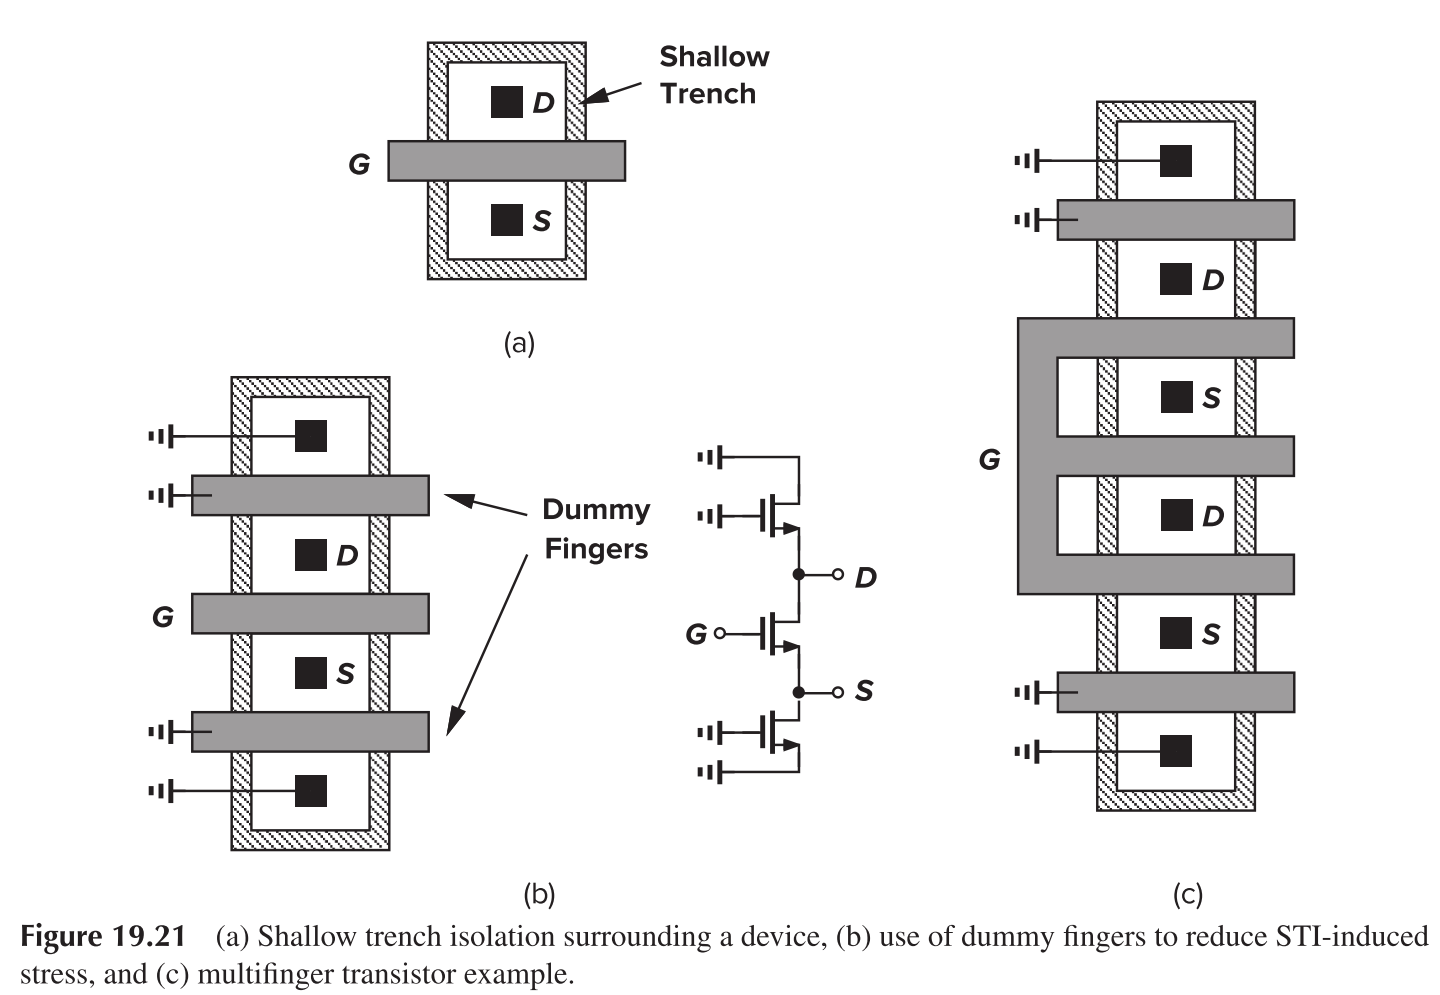 Shallow
Trench
D
G
S
(a)
D
G
S
Dummy
Fingers
D
G
S
(b)
D
S
G
D
S
(c)
Figure 19.21 (a) Shallow trench isolation surrounding a device, (b) use of dummy fingers to reduce STI-induced
stress, and (c) multifinger transistor example.